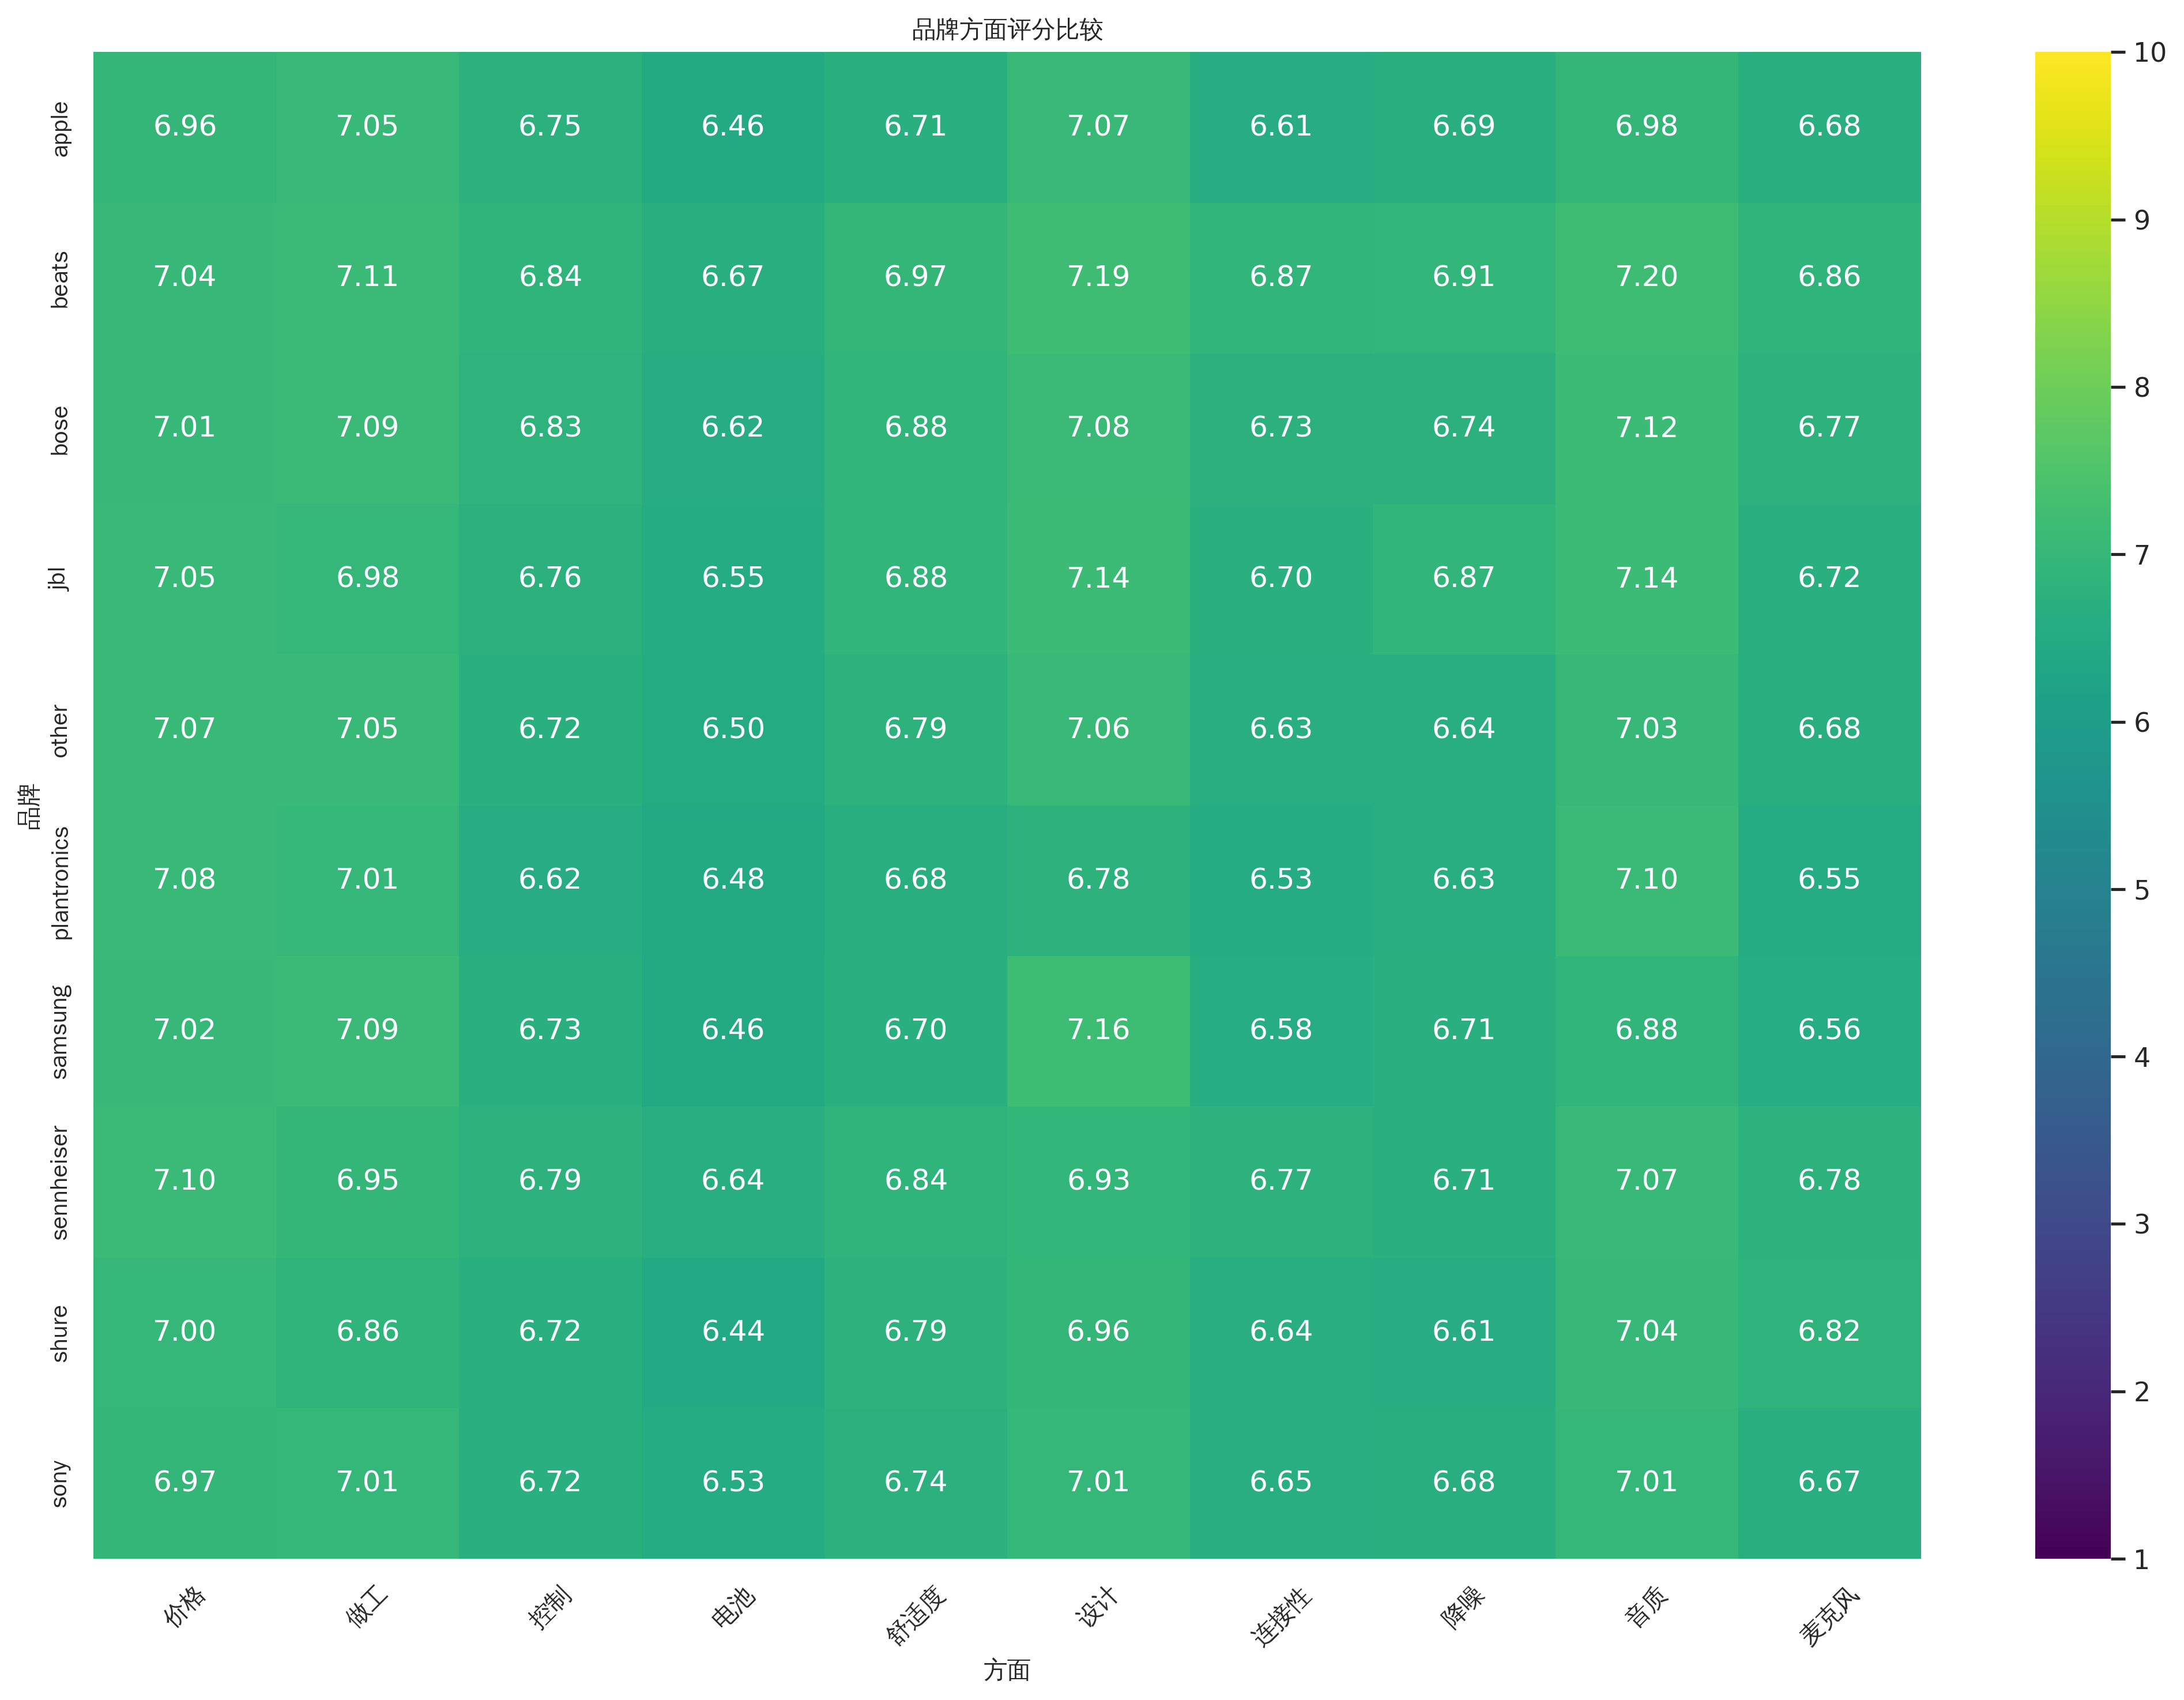 品牌方面评分比较
品牌
apple 6.96 7.05 6.75 6.46 6.71 7.07 6.61 6.69 6.98 6.68
beats 7.04 7.11 6.84 6.67 6.97 7.19 6.87 6.91 7.20 6.86
bose 7.01 7.09 6.83 6.62 6.88 7.08 6.73 6.74 7.12 6.77
jbl 7.05 6.98 6.76 6.55 6.88 7.14 6.70 6.87 7.14 6.72
other 7.07 7.05 6.72 6.50 6.79 7.06 6.63 6.64 7.03 6.68
plantronics 7.08 7.01 6.62 6.48 6.68 6.78 6.53 6.63 7.10 6.55
samsung 7.02 7.09 6.73 6.46 6.70 7.16 6.58 6.71 6.88 6.56
sennheiser 7.10 6.95 6.79 6.64 6.84 6.93 6.77 6.71 7.07 6.78
shure 7.00 6.86 6.72 6.44 6.79 6.96 6.64 6.61 7.04 6.82
sony 6.97 7.01 6.72 6.53 6.74 7.01 6.65 6.68 7.01 6.67
价格 做工 控制 电池 舒适度 设计 连接性 降噪 音质 麦克风
方面
10
9
8
7
6
5
4
3
2
1